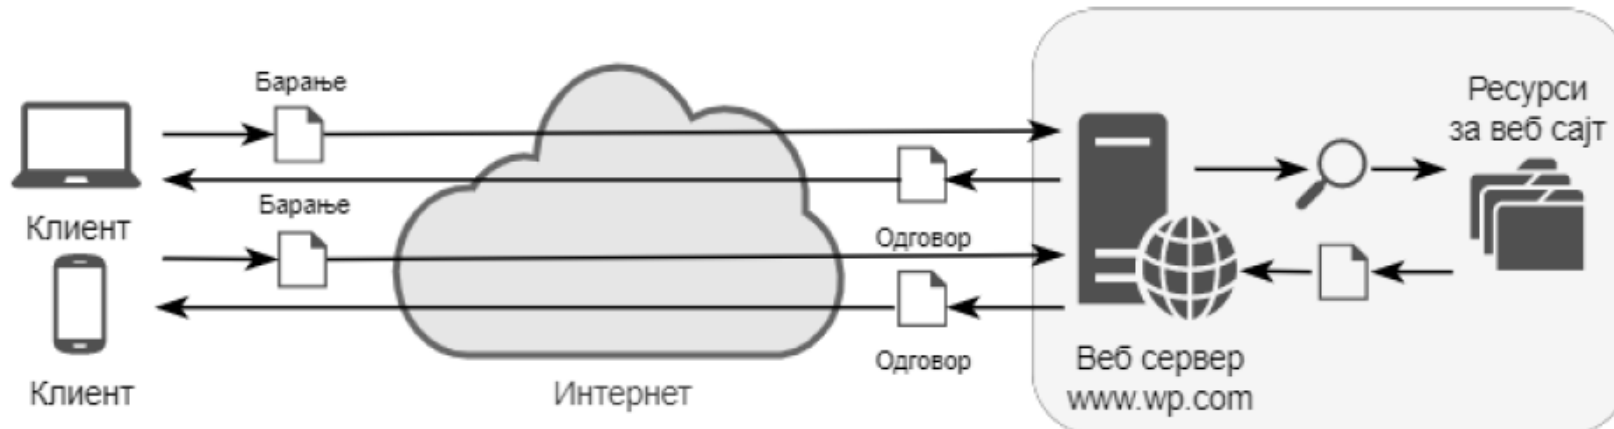 Барање
Клиент
Барање
Клиент
Интернет
Одговор
Одговор
Веб сервер
www.wp.com
Ресурси
за веб сајт